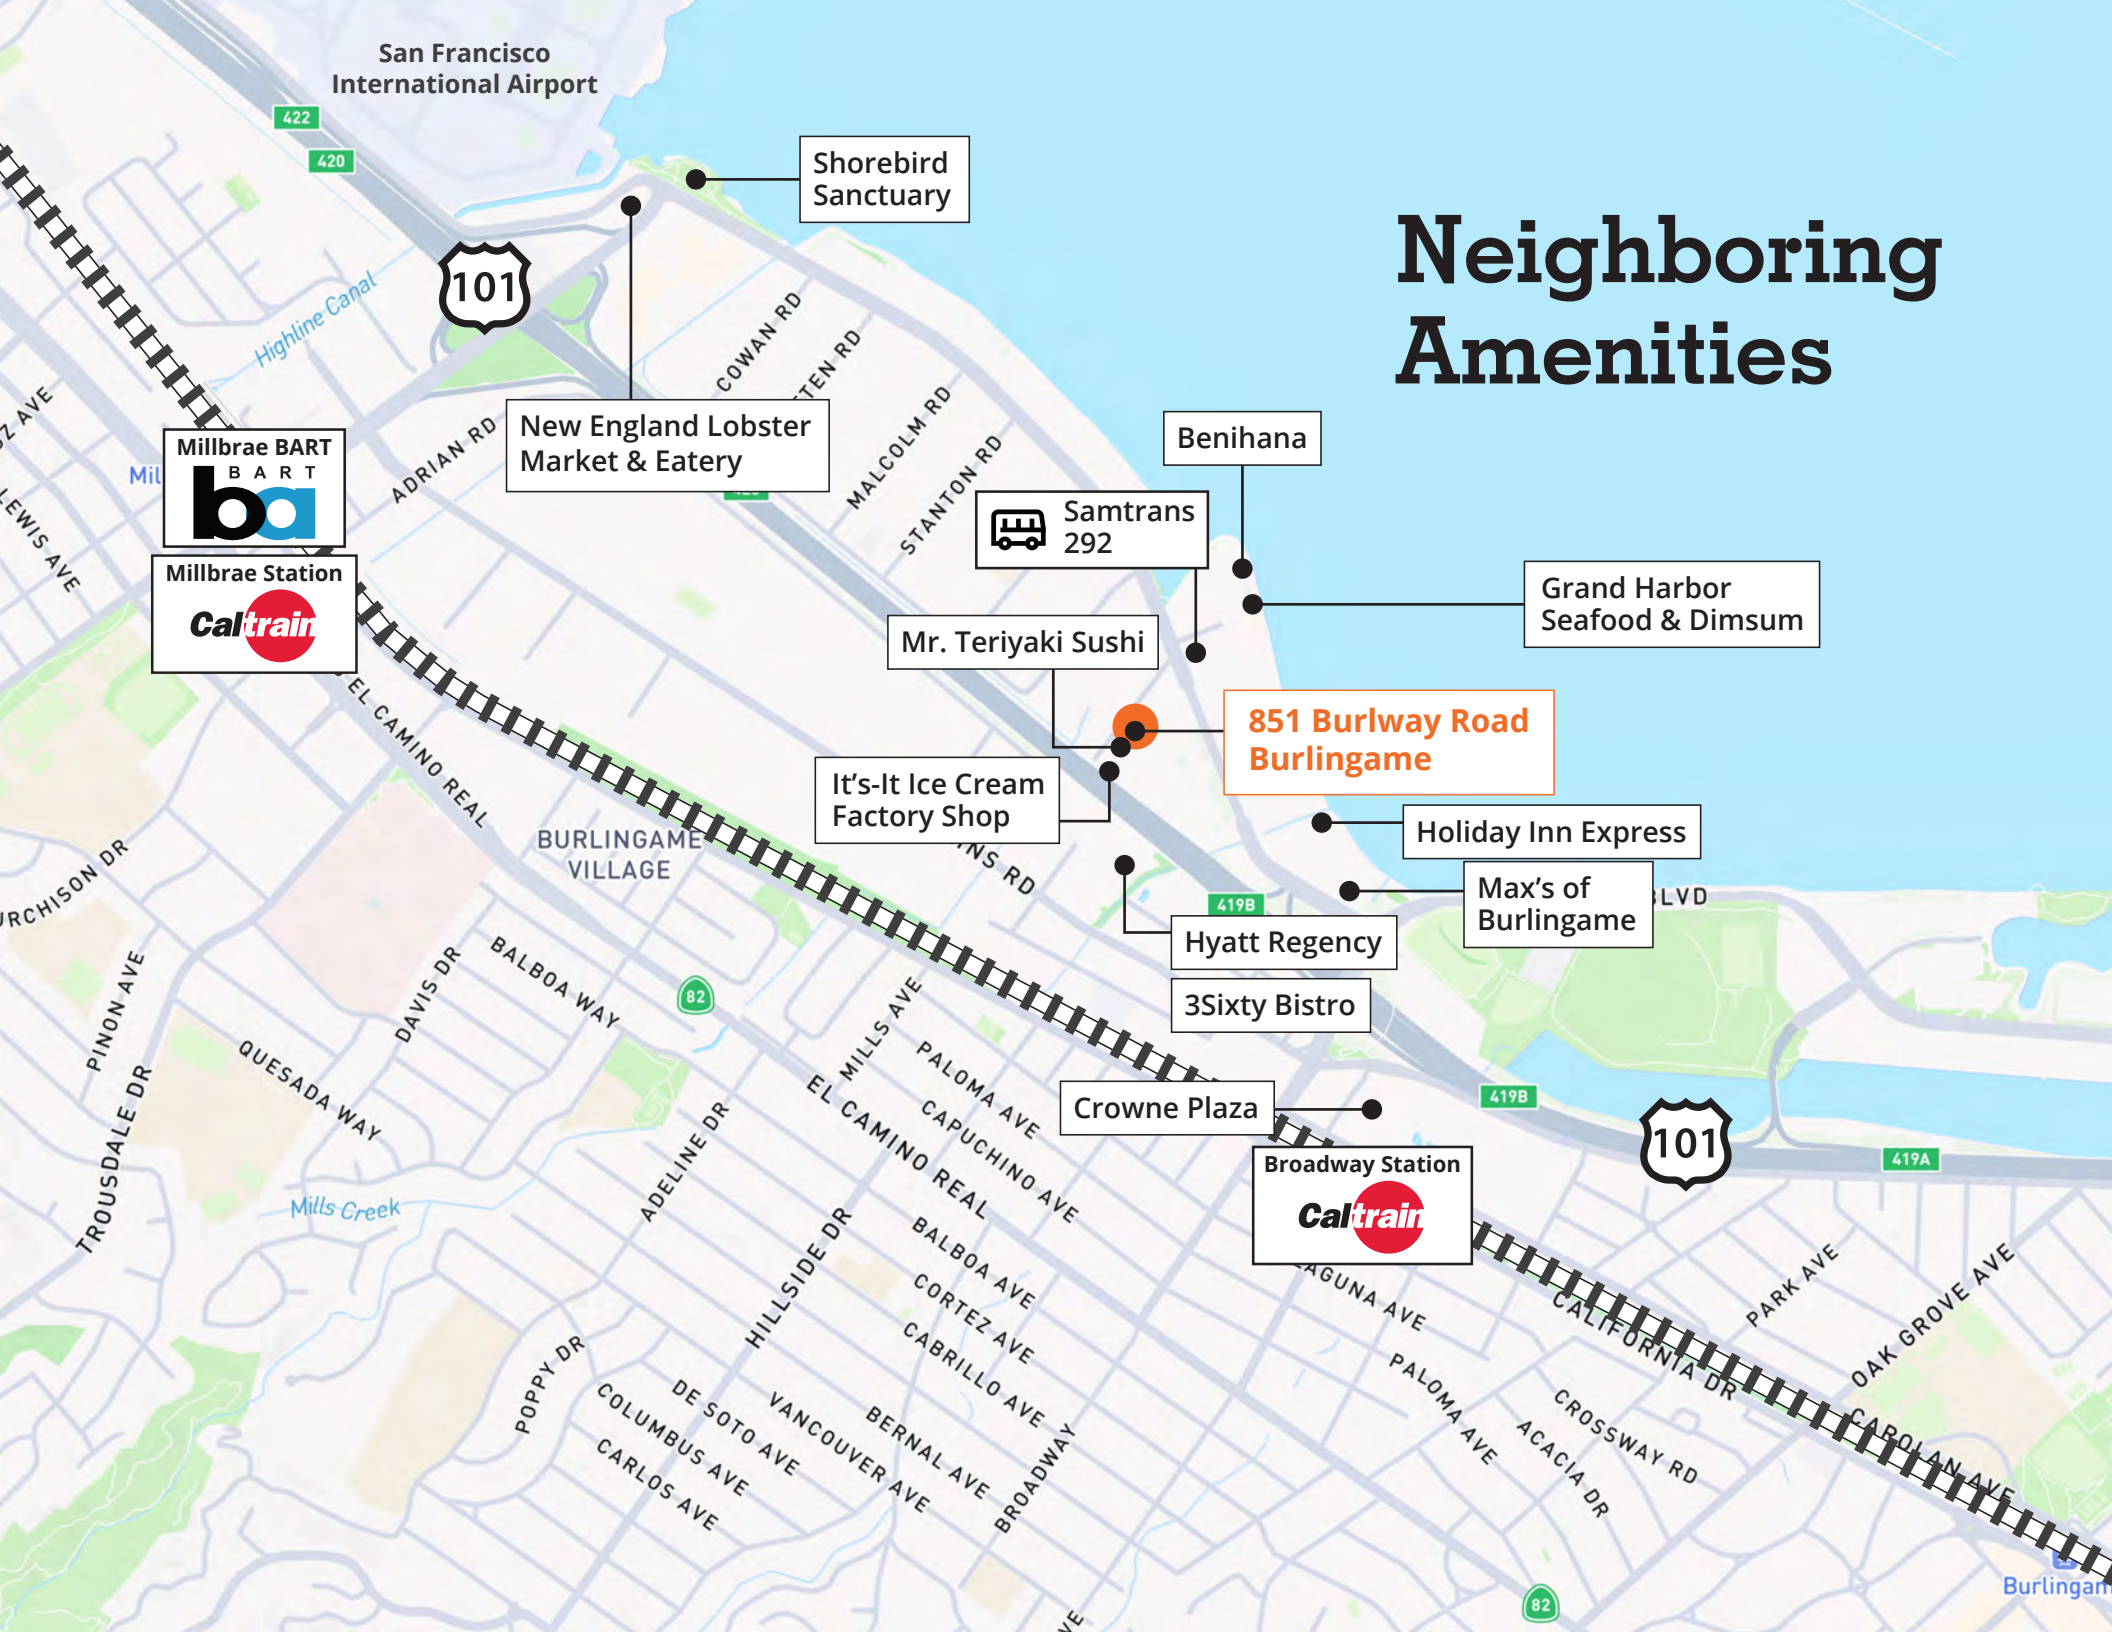 San Francisco
International Airport
422
420
Shorebird
Sanctuary
Neighboring
Amenities
101
Highline Canal
COWAN RD
ADRIAN RD
New England Lobster
Market & Eatery
MALCOLM RD
STANTON RD
Benihana
Millbrae BART
BART
ba
LEWIS AVE
Samtrans
292
Millbrae Station
Caltrain
Grand Harbor
Seafood & Dimsum
Mr. Teriyaki Sushi
EL CAMINO REAL
851 Burlway Road
Burlingame
It's-It Ice Cream
Factory Shop
BURLINGAME
VILLAGE
Holiday Inn Express
Max's of
Burlingame
BLVD
419B
Hyatt Regency
3Sixty Bistro
PINON AVE
DAVIS DR
BALBOA WAY
82
MILLS AVE
QUESADA WAY
TROUSDALE DR
PALOMA AVE
CAPUCHINO AVE
EL CAMINO REAL
Crowne Plaza
419B
101
419A
Broadway Station
Caltrain
ADELINE DR
Mills Creek
HILLSIDE DR
BALBOA AVE
CORTEZ AVE
CABRILLO AVE
LAGUNA AVE
CALIFORNIA DR
PARK AVE
OAK GROVE AVE
POPPY DR
COLUMBUS AVE
DE SOTO AVE
VANCOUVER AVE
BERNAL AVE
CARLOS AVE
BROADWAY
PALOMA AVE
CROSSWAY RD
ACACIA DR
CAROLAN AVE
82